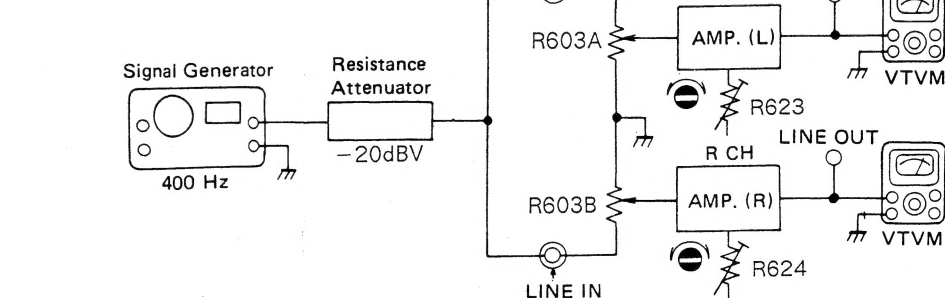 R603A
AMP. (L)
VTVM
Signal Generator
Resistance
Attenuator
R623
-20dBV
400 Hz
R CH
LINE OUT
R603B
AMP. (R)
VTVM
R624
LINE IN